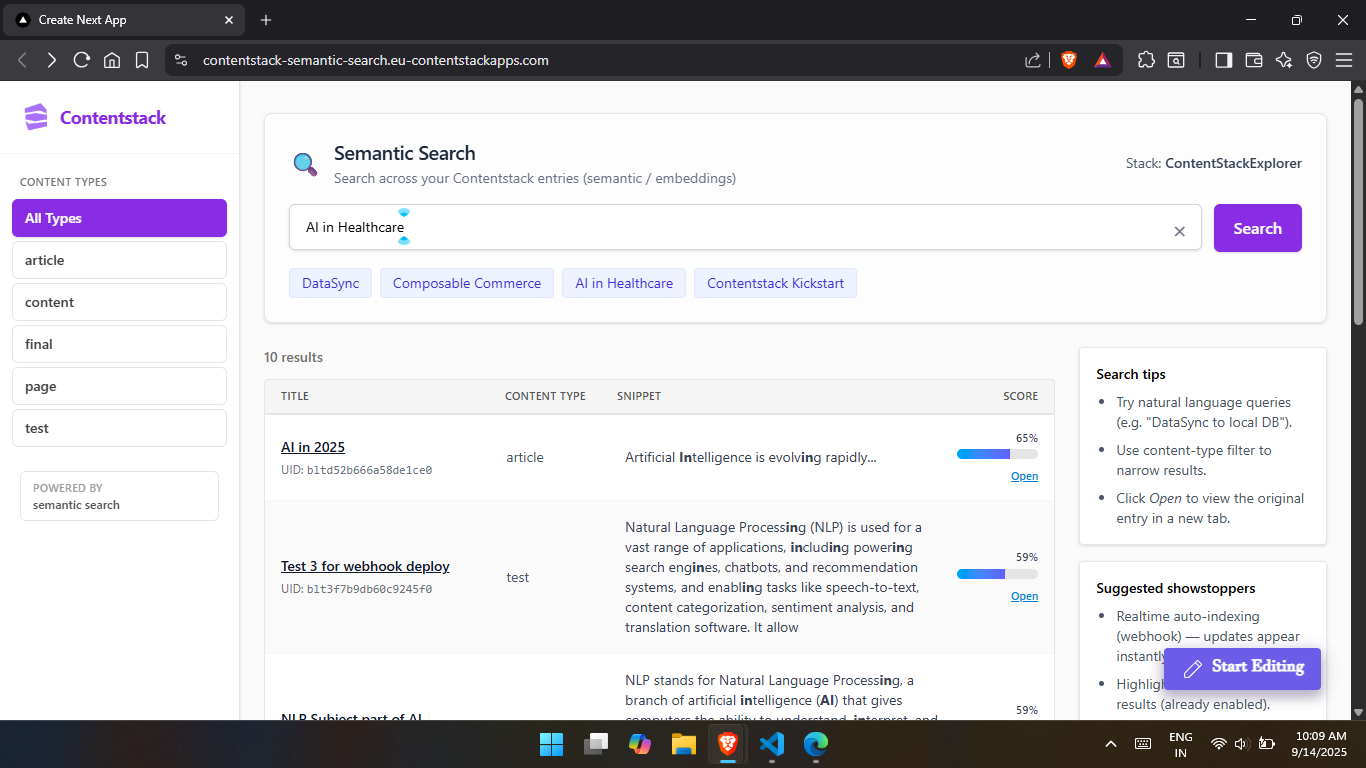 Create Next App
contentstack-semantic-search.eu-contentstackapps.com
Contentstack
CONTENT TYPES
All Types
article
content
final
page
test
POWERED BY
semantic search
Semantic Search
Search across your Contentstack entries (semantic / embeddings)
Stack: ContentStackExplorer
AI in Healthcare
Search
DataSync
Composable Commerce
AI in Healthcare
Contentstack Kickstart
10 results
TITLE CONTENT TYPE SNIPPET SCORE
AI in 2025
UID: bltd52b666a58de1ce0
article
Artificial Intelligence is evolving rapidly...
65%
Open
Test 3 for webhook deploy
UID: blt3f7b9db60c9245f0
test
Natural Language Processing (NLP) is used for a
vast range of applications, including powering
search engines, chatbots, and recommendation
systems, and enabling tasks like speech-to-text,
content categorization, sentiment analysis, and
translation software. It allow
59%
Open
NLP Subject part of AI
NLP stands for Natural Language Processing, a
branch of artificial intelligence (AI) that gives
computers the ability to understand, interpret, and
59%
Search tips
Try natural language queries
(e.g. "DataSync to local DB").
Use content-type filter to
narrow results.
Click Open to view the original
entry in a new tab.
Suggested showstoppers
Realtime auto-indexing
(webhook) — updates appear
instantly
Start Editing
results (already enabled).
ENG
IN
10:09 AM
9/14/2025